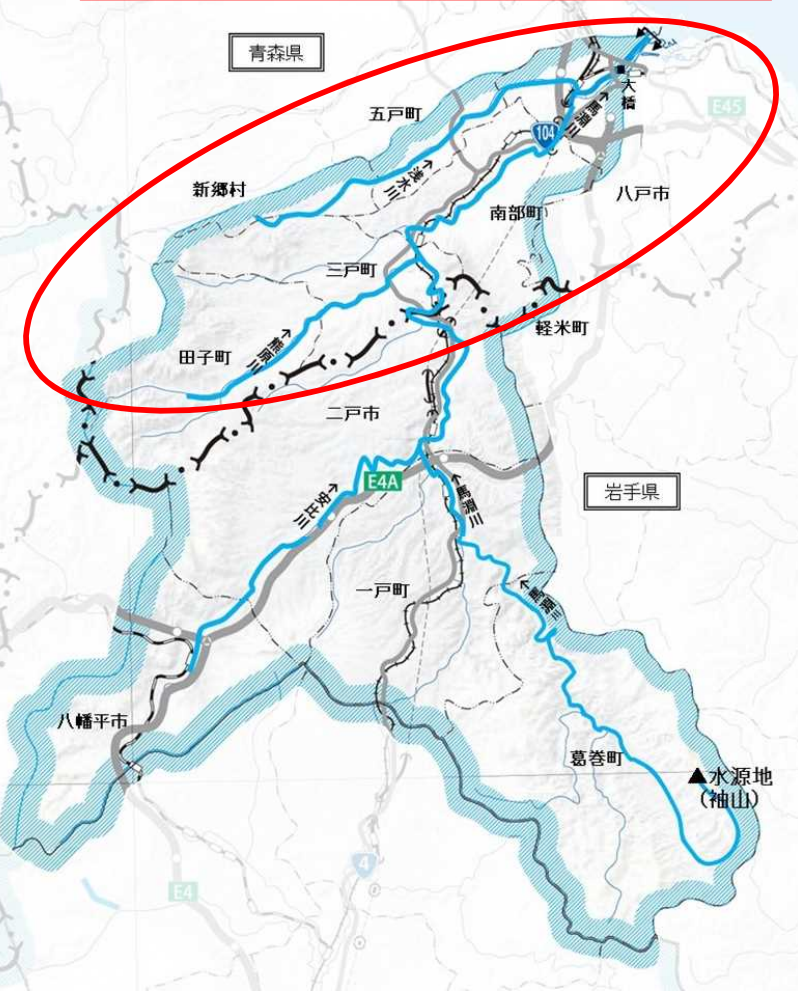 青森県
五戸町
大橋
馬淵川
E45
104
←浅水川
新郷村
八戸市
南部町
三戸町
軽米町
←熊原川
田子町
二戸市
E4A
←安比川
←馬淵川
岩手県
一戸町
←馬淵川
八幡平市
葛巻町
▲水源地
(袖山)
4
E4